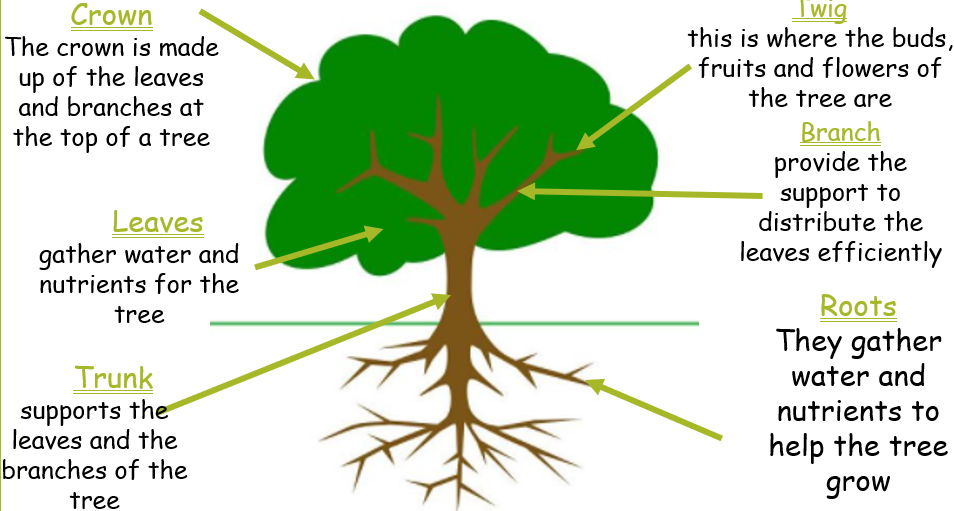 Crown
The crown is made
up of the leaves
and branches at
the top of a tree
Twig
this is where the buds,
fruits and flowers of
the tree are
Branch
provide the
support to
distribute the
leaves efficiently
Leaves
gather water and
nutrients for the
tree
Roots
They gather
water and
nutrients to
help the tree
grow
Trunk
supports the
leaves and the
branches of the
tree